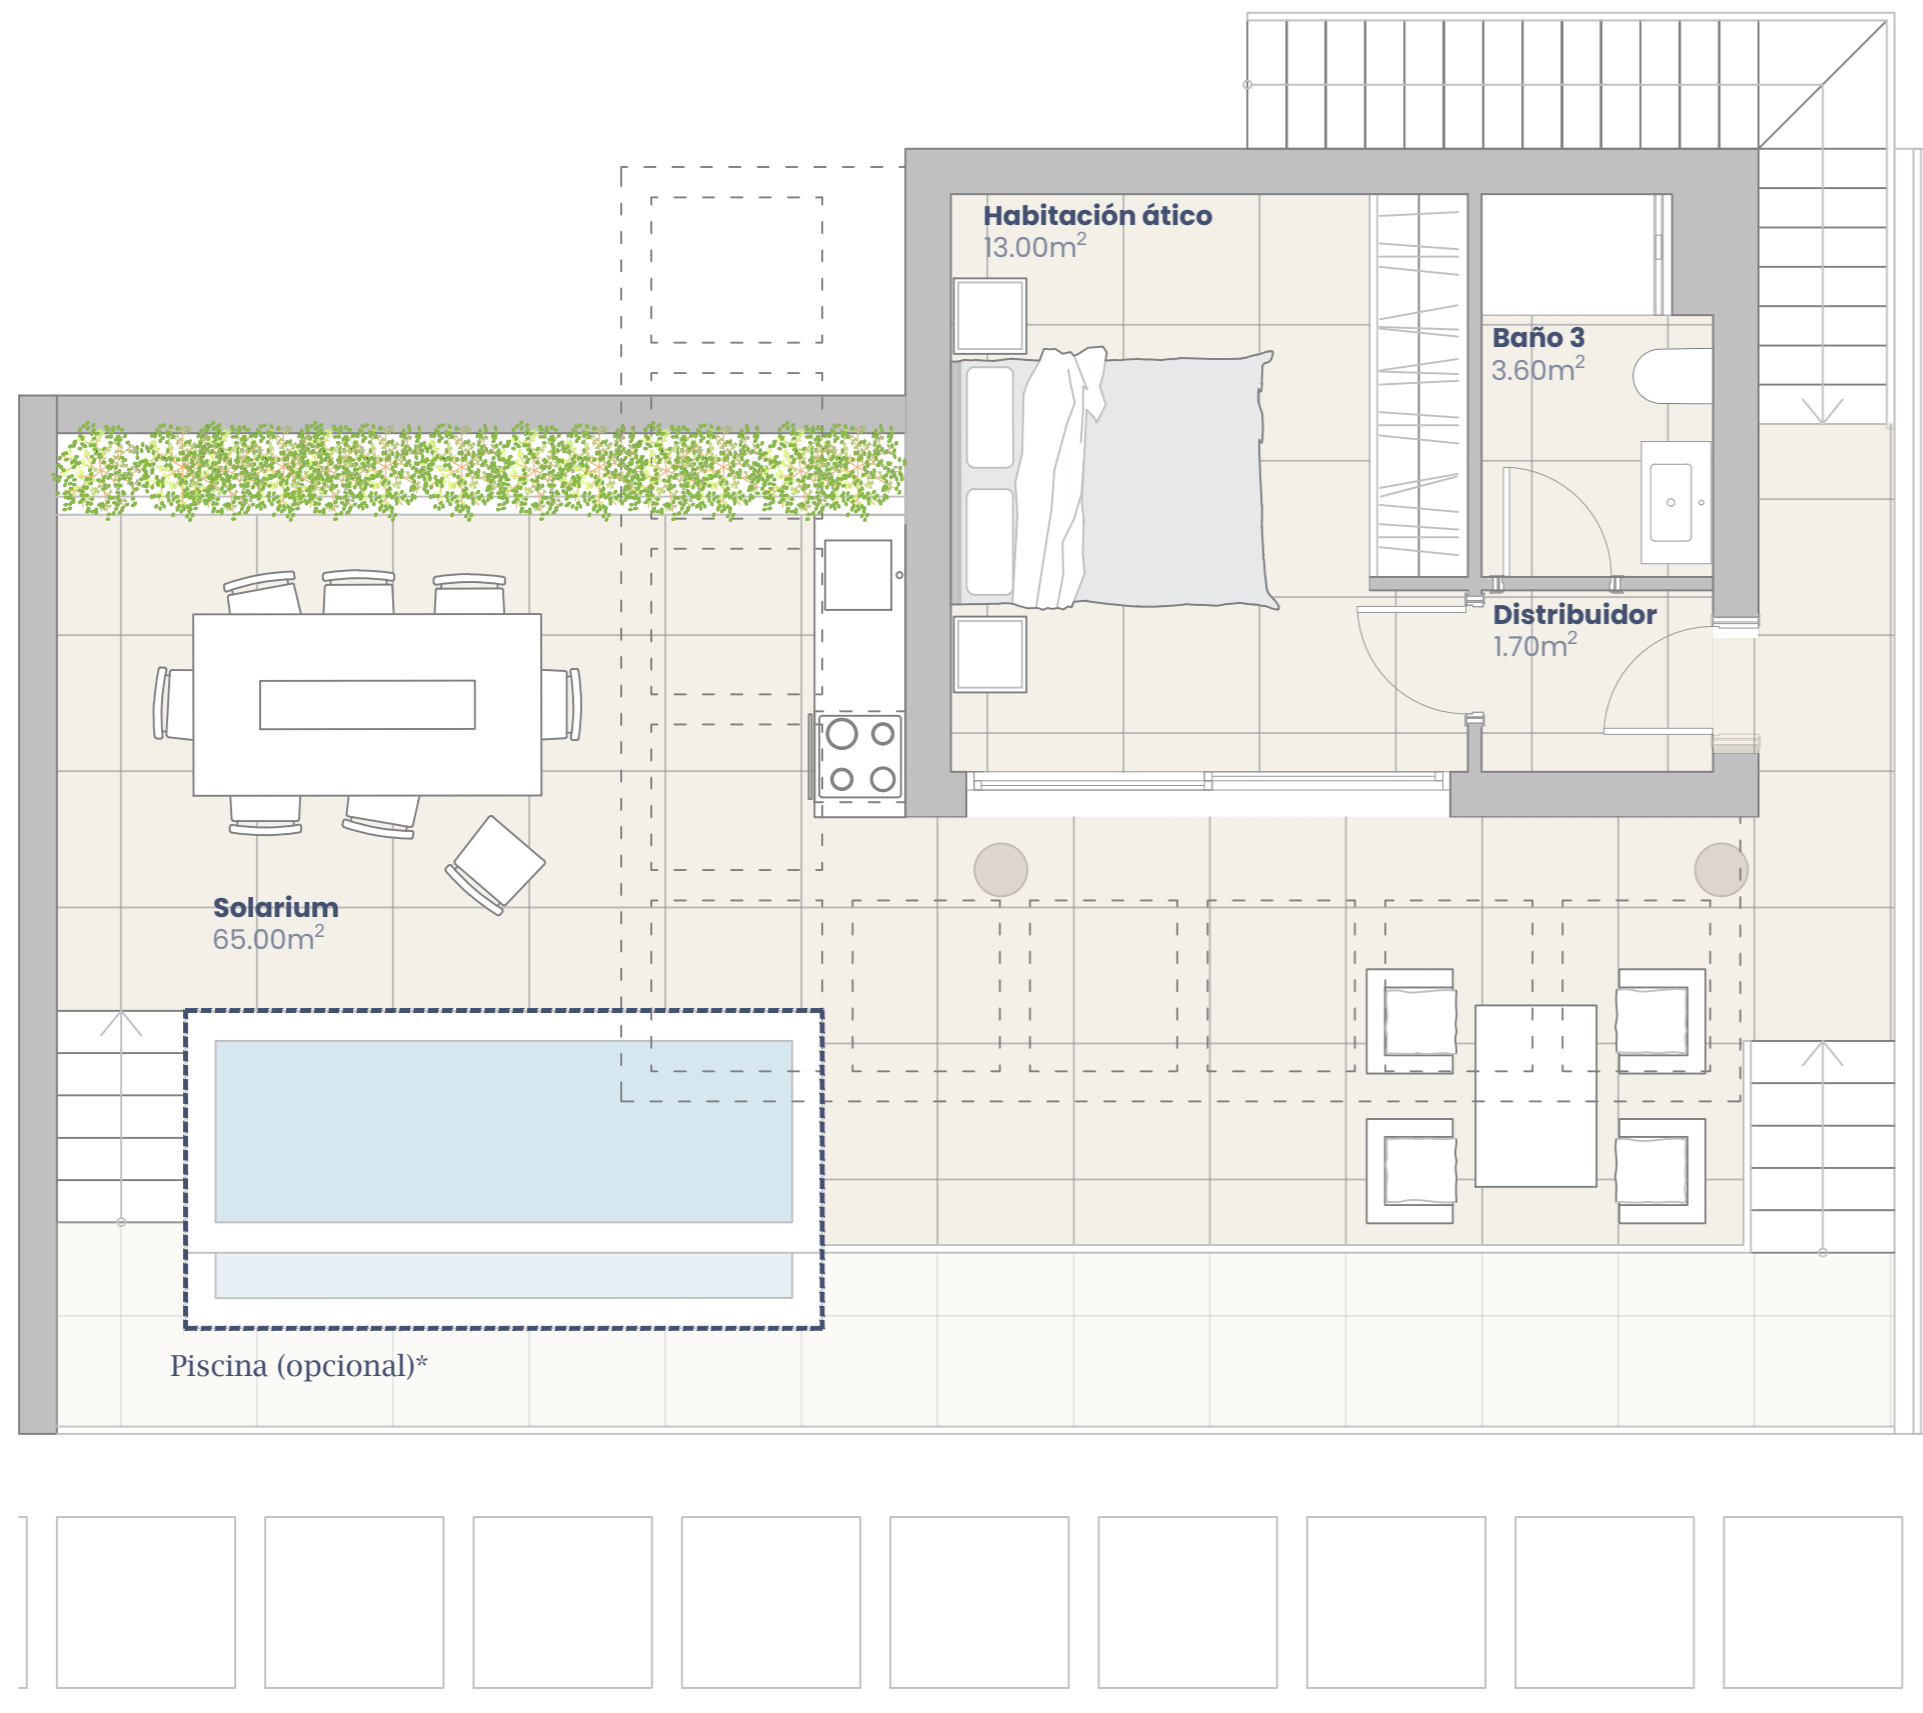 Habitación ático
13.00m²
Baño 3
3.60m²
Distribuidor
1.70m²
Solarium
65.00m²
Piscina (opcional)*